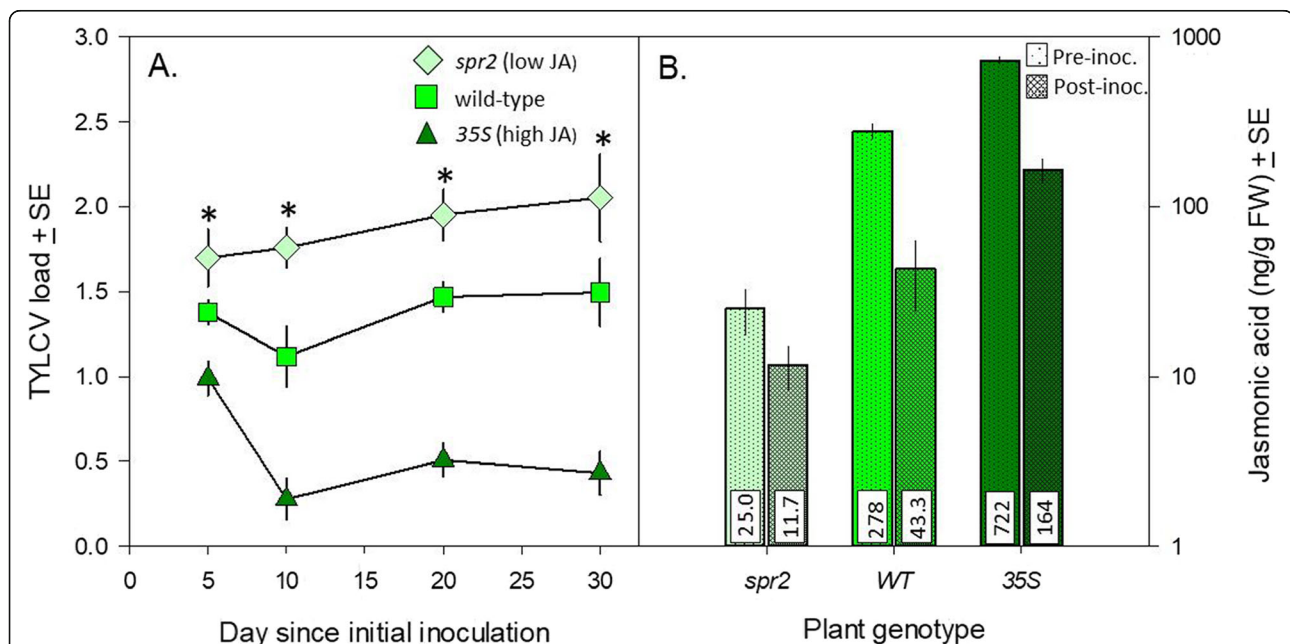 A.
spr2 (low JA)
wild-type
35S (high JA)
TYLCV load ± SE
3.0
2.5
2.0
1.5
1.0
0.5
0.0
* * * *
0 5 10 15 20 25 30
Day since initial inoculation
B.
Pre-inoc.
Post-inoc.
25.0
11.7
278
43.3
722
164
spr2 WT 35S
Plant genotype
1000
100
10
1
Jasmonic acid (ng/g FW) ± SE